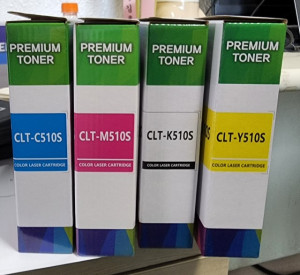 PREMIUM
TONER
CLT-C510S
COLOR LASER CARTRIDGE
PREMIUM
TONER
CLT-M510S
COLOR LASER CARTRIDGE
PREMIUM
TONER
CLT-K510S
COLOR LASER CARTRIDGE
PREMIUM
TONER
CLT-Y510S
COLOR LASER CARTRIDGE